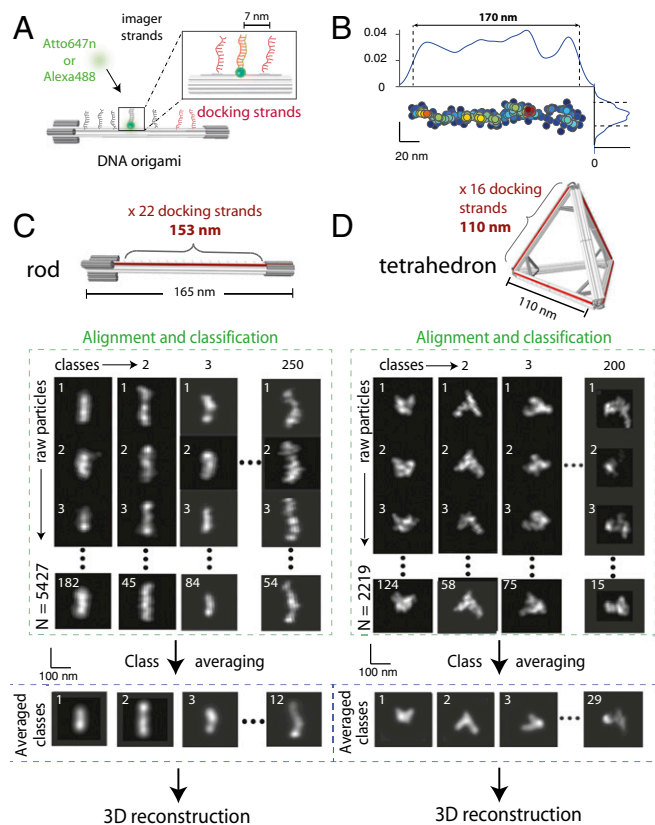 A
imager
strands
Atto647n
or
Alexa488
7 nm
docking strands
DNA origami
B
170 nm
0.04
0.02
0
20 nm
0
C
x 22 docking strands
153 nm
rod
165 nm
D
x 16 docking
strands
110 nm
tetrahedron
110 nm
Alignment and classification
classes 2 3 250
raw particles
1 1 1 1
2 2 2 2
3 3 3 3
N = 5427
182 45 84 54
100 nm
Class averaging
Averaged
classes
1 2 3 12
3D reconstruction
Alignment and classification
classes 2 3 200
raw particles
1 1 1 1
2 2 2 2
3 3 3 3
N = 2219
124 58 75 15
100 nm
Class averaging
Averaged
classes
1 2 3 29
3D reconstruction